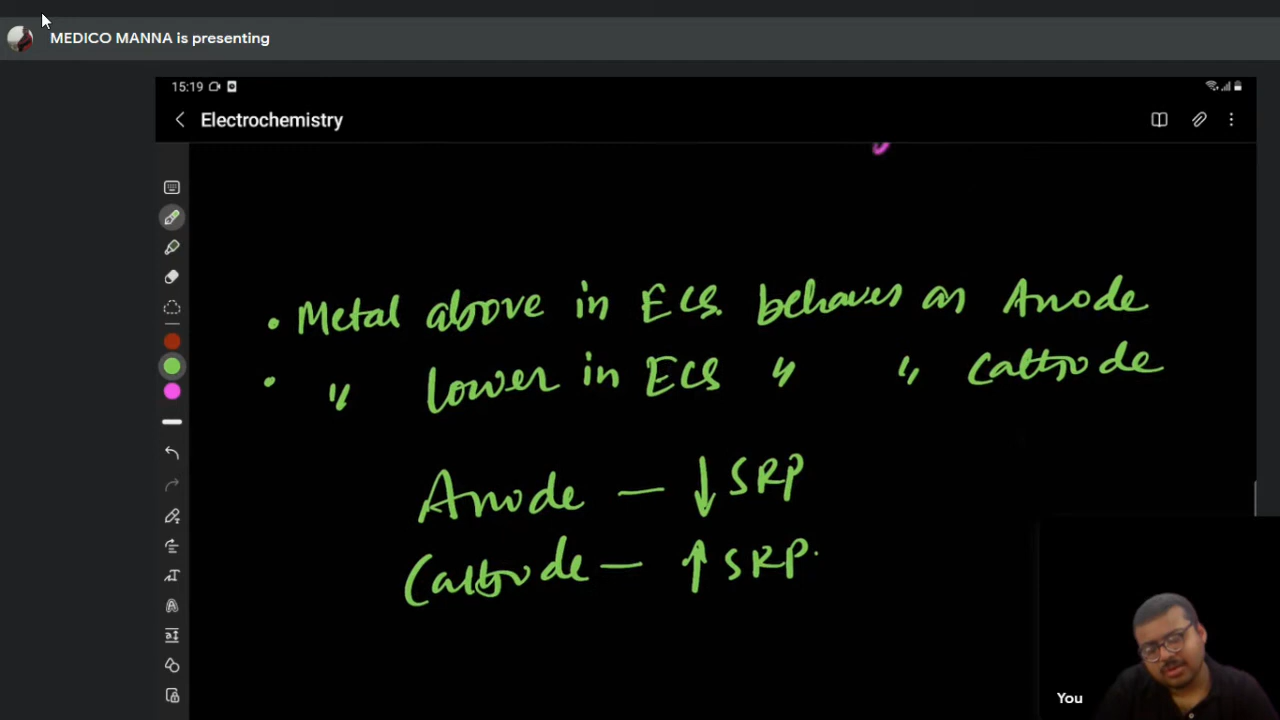 MEDICO MANNA is presenting
15:19
Electrochemistry
• Metal above in ECS. behaves as Anode
• " lower in ECS " " Cathode
Anode — ↓ SRP
Cathode — ↑ SRP.
You